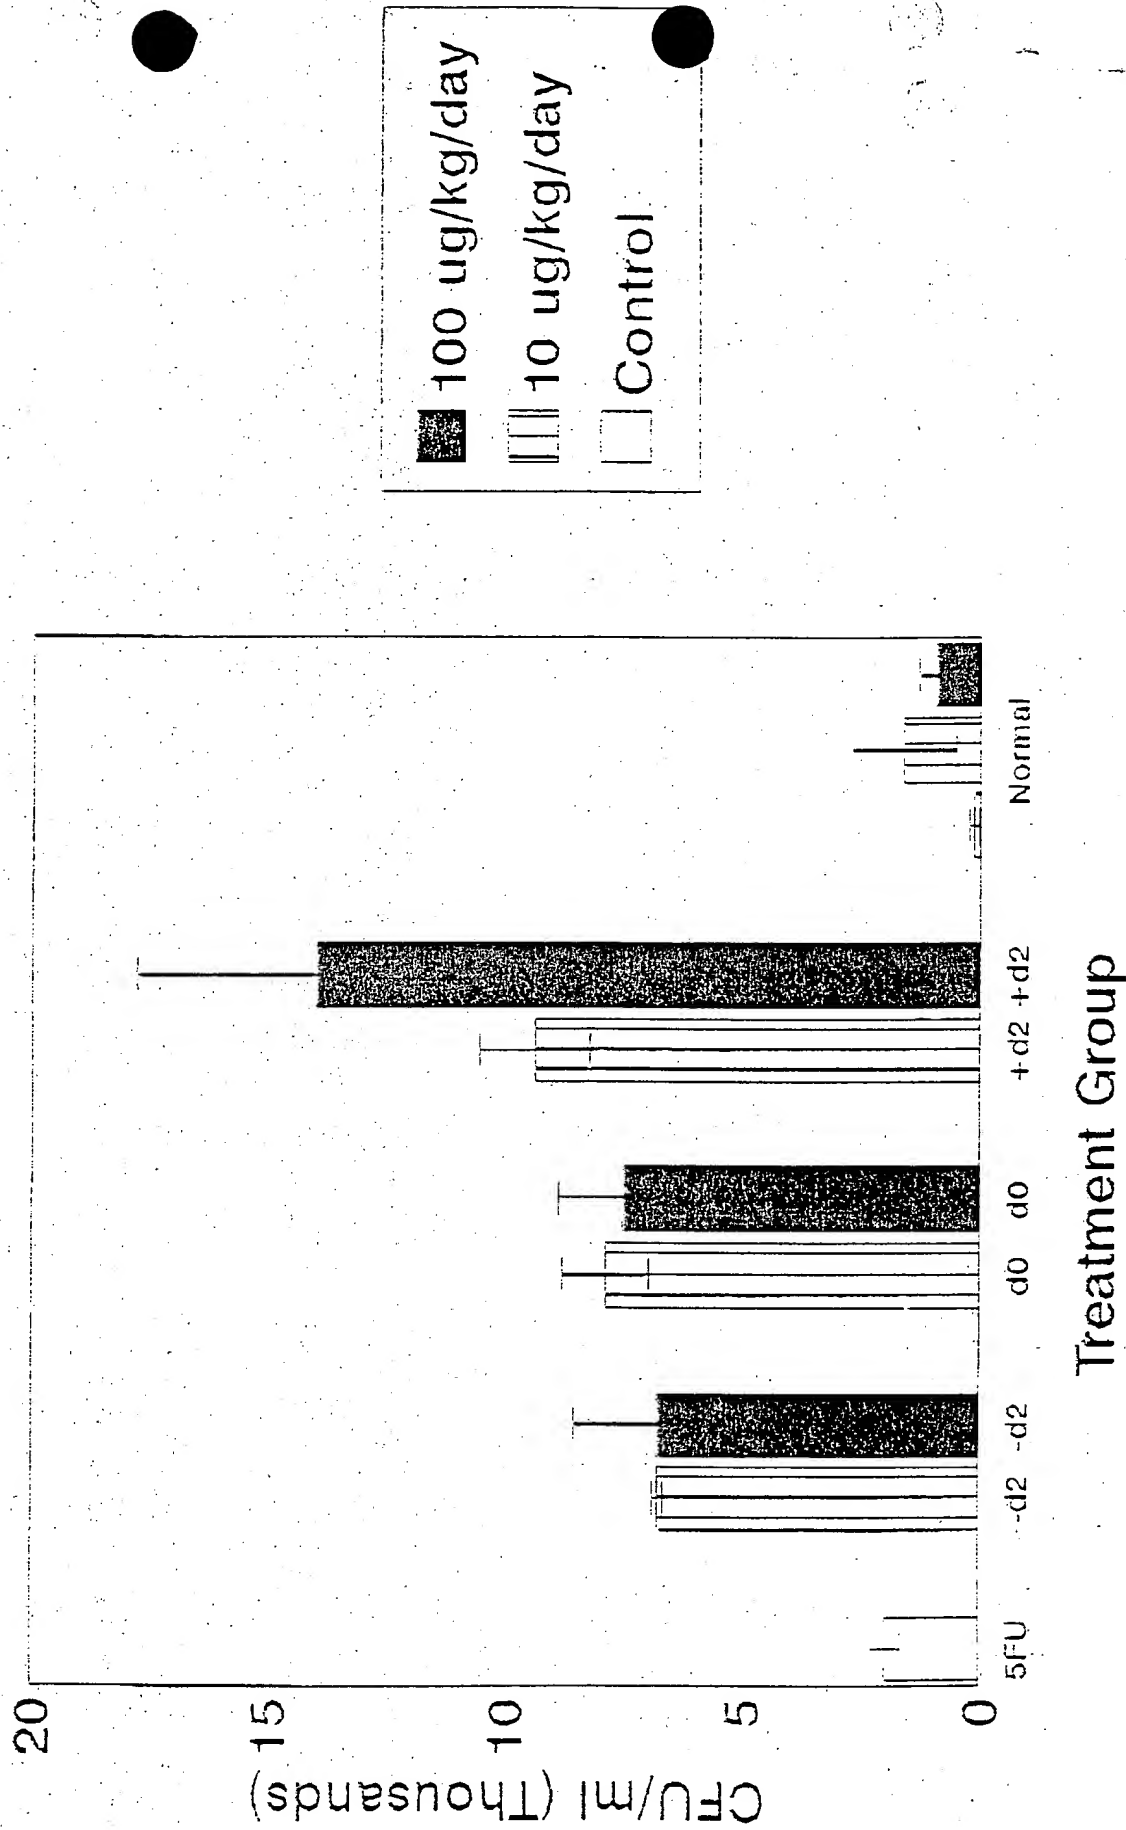 CFU/ml (Thousands)
20
15
10
5
0
5FU
-d2
-d2
d0
d0
+d2
+d2
Normal
Treatment Group
100 ug/kg/day
10 ug/kg/day
Control